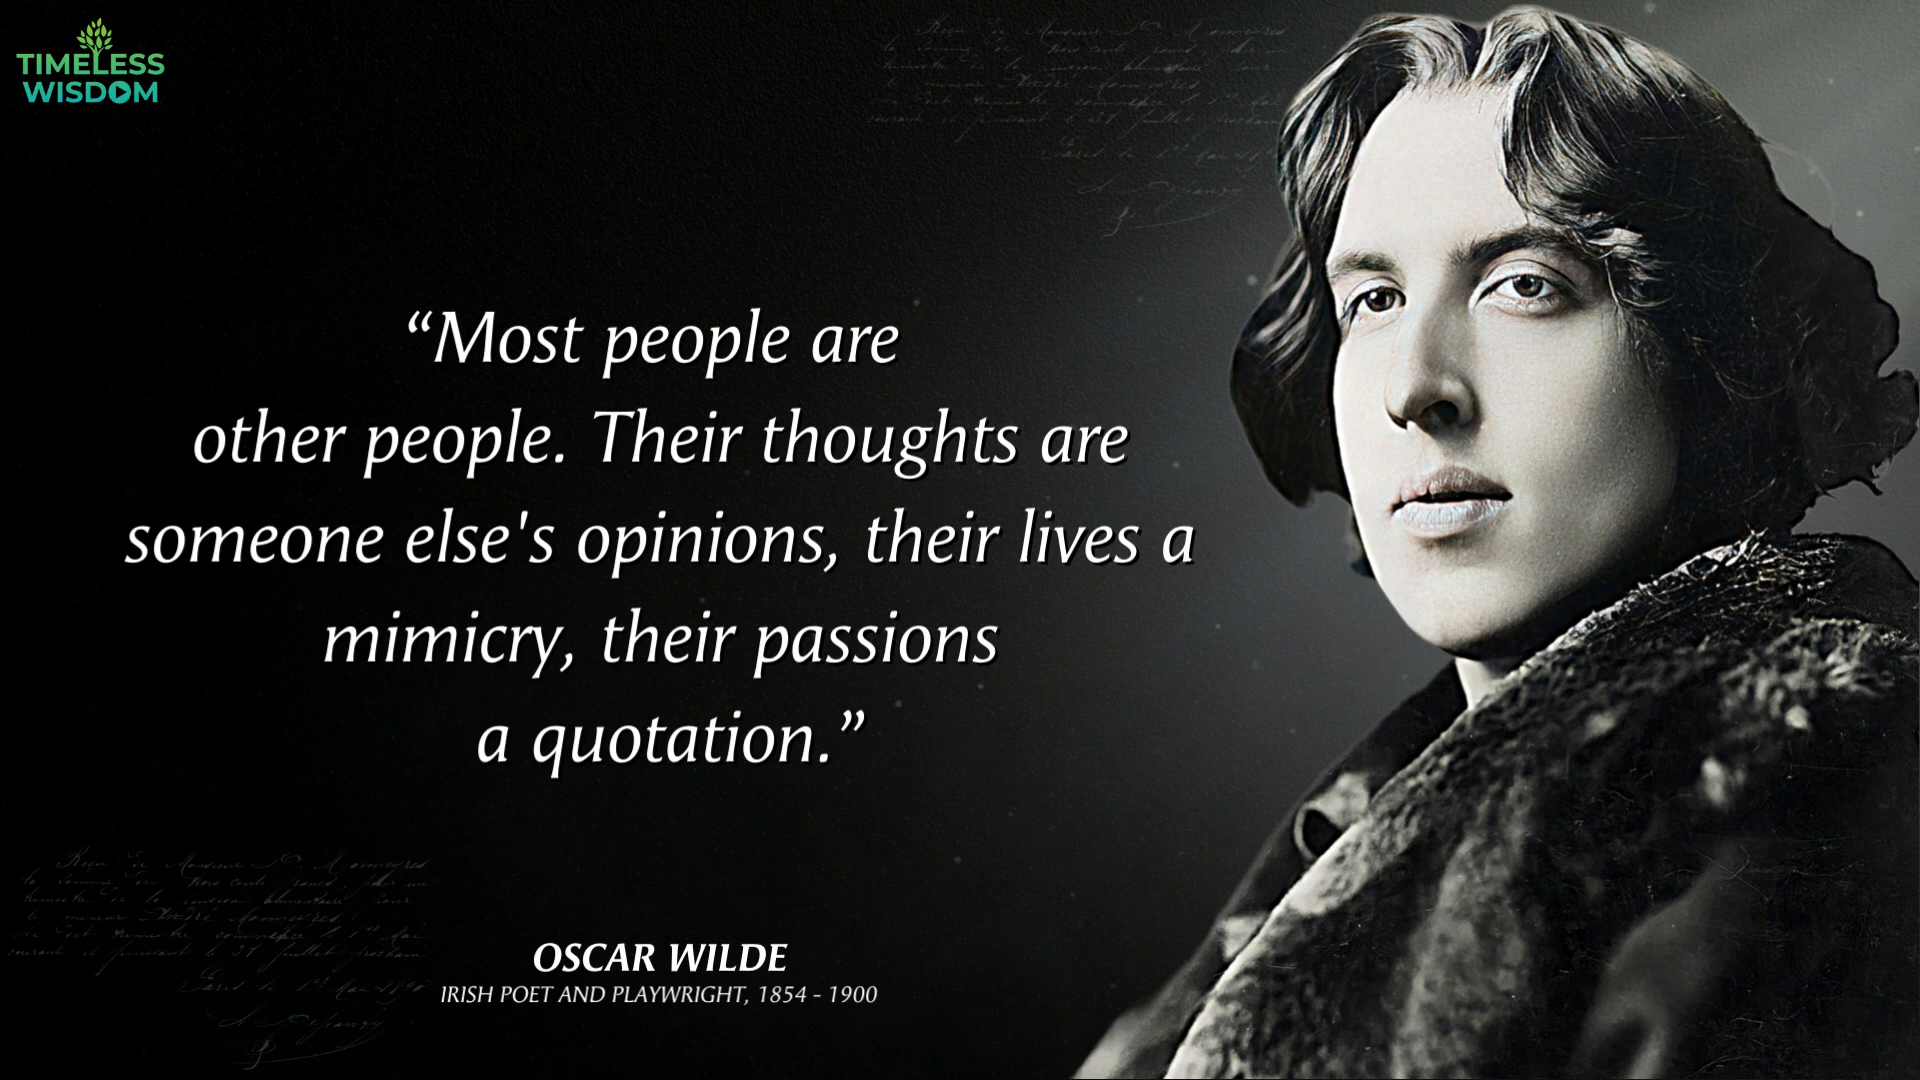 TIMELESS
WISDOM
“Most people are
other people. Their thoughts are
someone else's opinions, their lives a
mimicry, their passions
a quotation.”
OSCAR WILDE
IRISH POET AND PLAYWRIGHT, 1854 - 1900